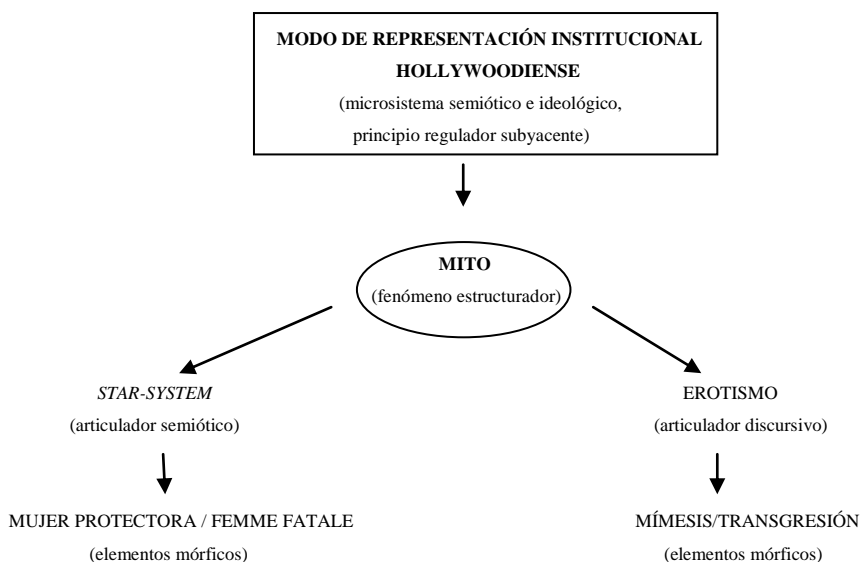 MODO DE REPRESENTACIÓN INSTITUCIONAL
HOLLYWOODIENSE
(microsistema semiótico e ideológico,
principio regulador subyacente)
MITO
(fenómeno estructurador)
STAR-SYSTEM
(articulador semiótico)
EROTISMO
(articulador discursivo)
MUJER PROTECTORA / FEMME FATALE
(elementos mórficos)
MÍMESIS/TRANSGRESIÓN
(elementos mórficos)